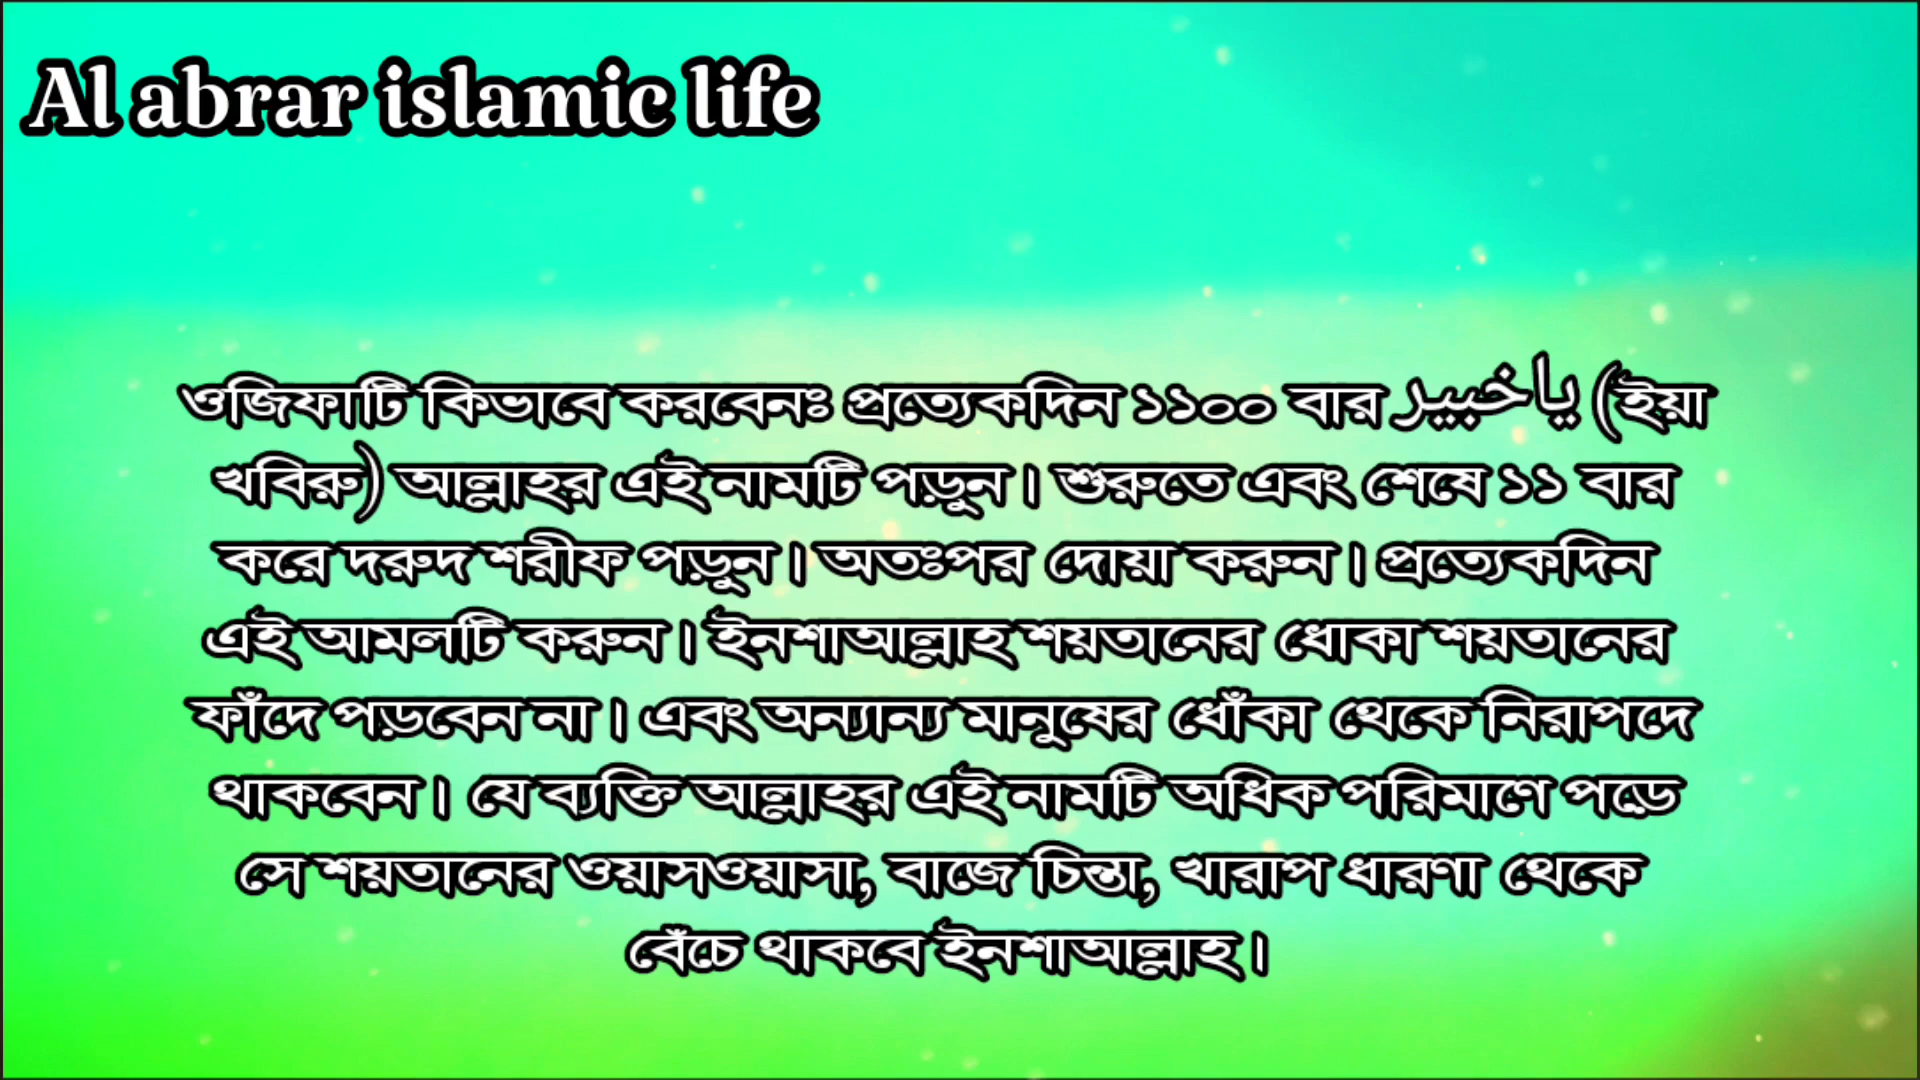 Al abrar islamic life
ওজিফাটি কিভাবে করবেনঃ প্রত্যেকদিন ১১০০ বার ياخبير (ইয়া
খবিরু) আল্লাহর এই নামটি পড়ুন। শুরুতে এবং শেষে ১১ বার
করে দরুদ শরীফ পড়ুন। অতঃপর দোয়া করুন। প্রত্যেকদিন
এই আমলটি করুন। ইনশাআল্লাহ শয়তানের ধোকা শয়তানের
ফাঁদে পড়বেন না। এবং অন্যান্য মানুষের ধোঁকা থেকে নিরাপদে
থাকবেন। যে ব্যক্তি আল্লাহর এই নামটি অধিক পরিমাণে পড়ে
সে শয়তানের ওয়াসওয়াসা, বাজে চিন্তা, খারাপ ধারণা থেকে
বেঁচে থাকবে ইনশাআল্লাহ।